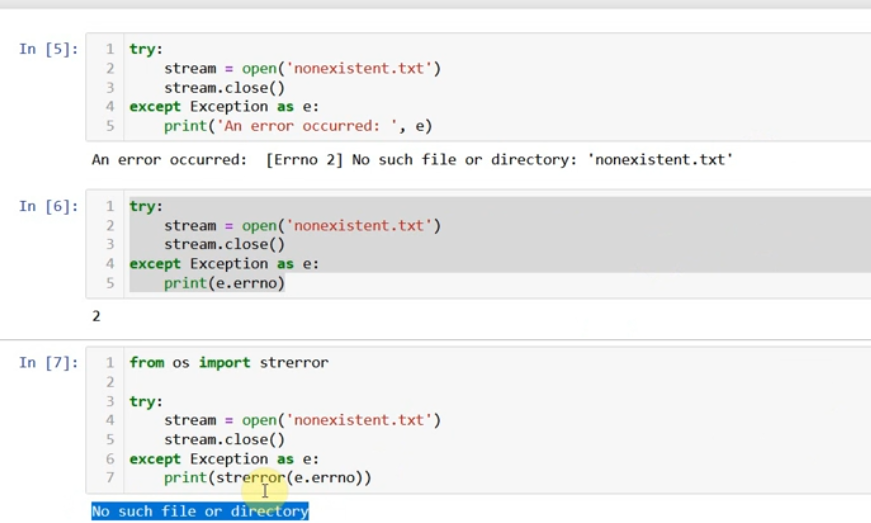 In [5]:
1 try:
2     stream = open('nonexistent.txt')
3     stream.close()
4 except Exception as e:
5     print('An error occurred: ', e)
An error occurred:  [Errno 2] No such file or directory: 'nonexistent.txt'
In [6]:
1 try:
2     stream = open('nonexistent.txt')
3     stream.close()
4 except Exception as e:
5     print(e.errno)
2
In [7]:
1 from os import strerror
2
3 try:
4     stream = open('nonexistent.txt')
5     stream.close()
6 except Exception as e:
7     print(strerror(e.errno))
No such file or directory